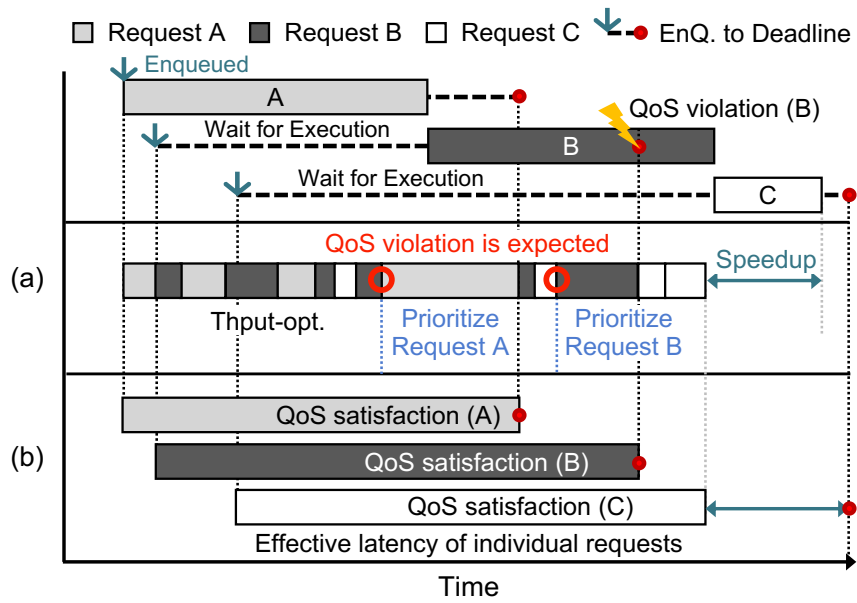 Request A Request B Request C EnQ. to Deadline
Enqueued
A
QoS violation (B)
Wait for Execution
B
Wait for Execution
C
QoS violation is expected
(a)
Speedup
Thput-opt.
Prioritize
Request A
Prioritize
Request B
QoS satisfaction (A)
(b)
QoS satisfaction (B)
QoS satisfaction (C)
Effective latency of individual requests
Time